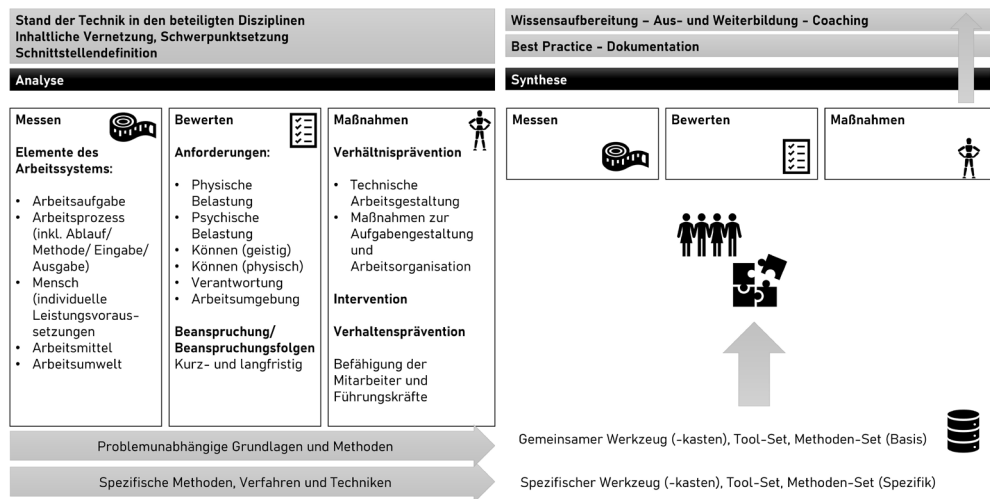 Stand der Technik in den beteiligten Disziplinen
Inhaltliche Vernetzung, Schwerpunktsetzung
Schnittstellendefinition
Analyse
Messen
Elemente des
Arbeitssystems:
• Arbeitsaufgabe
• Arbeitsprozess
(inkl. Ablauf/
Methode/ Eingabe/
Ausgabe)
• Mensch
(individuelle
Leistungsvoraus-
setzungen
• Arbeitsmittel
• Arbeitsumwelt
Bewerten
Anforderungen:
• Physische
Belastung
• Psychische
Belastung
• Können (geistig)
• Können (physisch)
• Verantwortung
• Arbeitsumgebung
Beanspruchung/
Beanspruchungsfolgen
Kurz- und langfristig
Maßnahmen
Verhältnisprävention
• Technische
Arbeitsgestaltung
• Maßnahmen zur
Aufgabengestaltung
und
Arbeitsorganisation
Intervention
Verhaltensprävention
Befähigung der
Mitarbeiter und
Führungskräfte
Problemunabhängige Grundlagen und Methoden
Spezifische Methoden, Verfahren und Techniken
Wissensaufbereitung – Aus- und Weiterbildung - Coaching
Best Practice - Dokumentation
Synthese
Messen
Bewerten
Maßnahmen
Gemeinsamer Werkzeug (-kasten), Tool-Set, Methoden-Set (Basis)
Spezifischer Werkzeug (-kasten), Tool-Set, Methoden-Set (Spezifik)